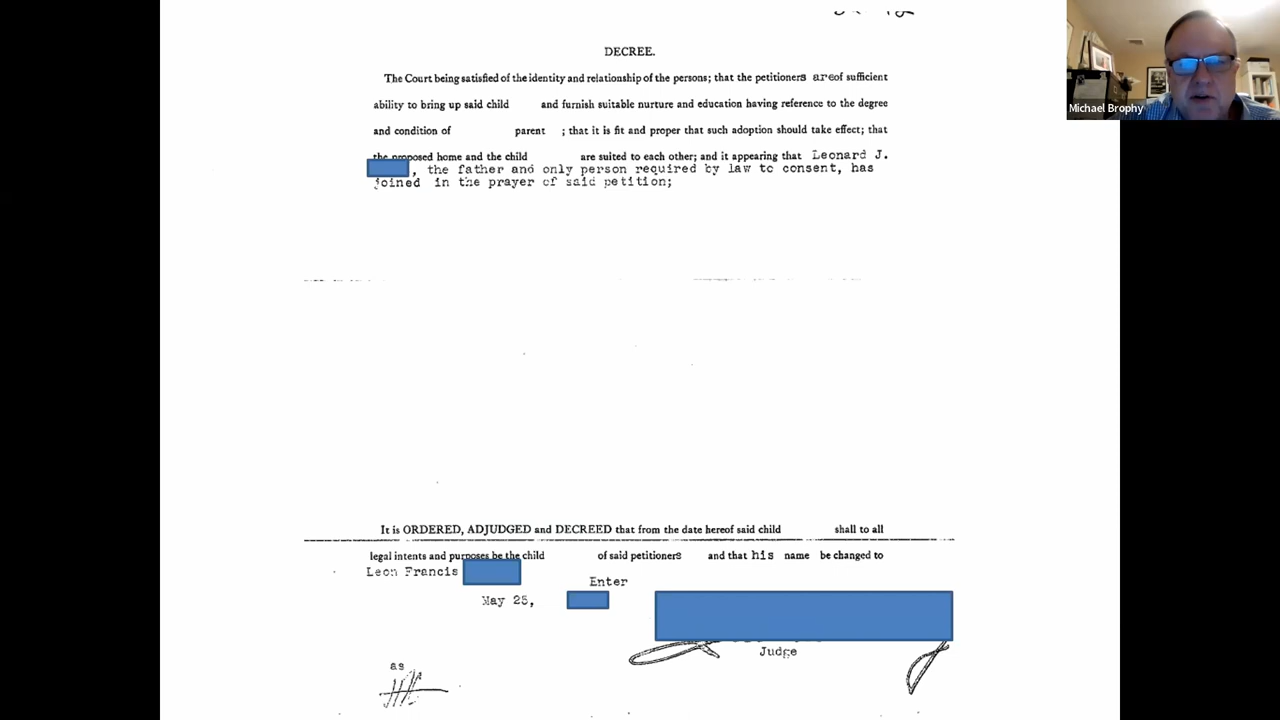 DECREE.
The Court being satisfied of the identity and relationship of the persons; that the petitioners are of sufficient
ability to bring up said child and furnish suitable nurture and education having reference to the degree
and condition of parent ; that it is fit and proper that such adoption should take effect; that
the proposed home and the child are suited to each other; and it appearing that Leonard J.
, the father and only person required by law to consent, has
joined in the prayer of said petition;
It is ORDERED, ADJUDGED and DECREED that from the date hereof said child shall to all
legal intents and purposes be the child of said petitioners and that his name be changed to
Leon Francis
Enter
May 25,
Judge
as
Michael Brophy